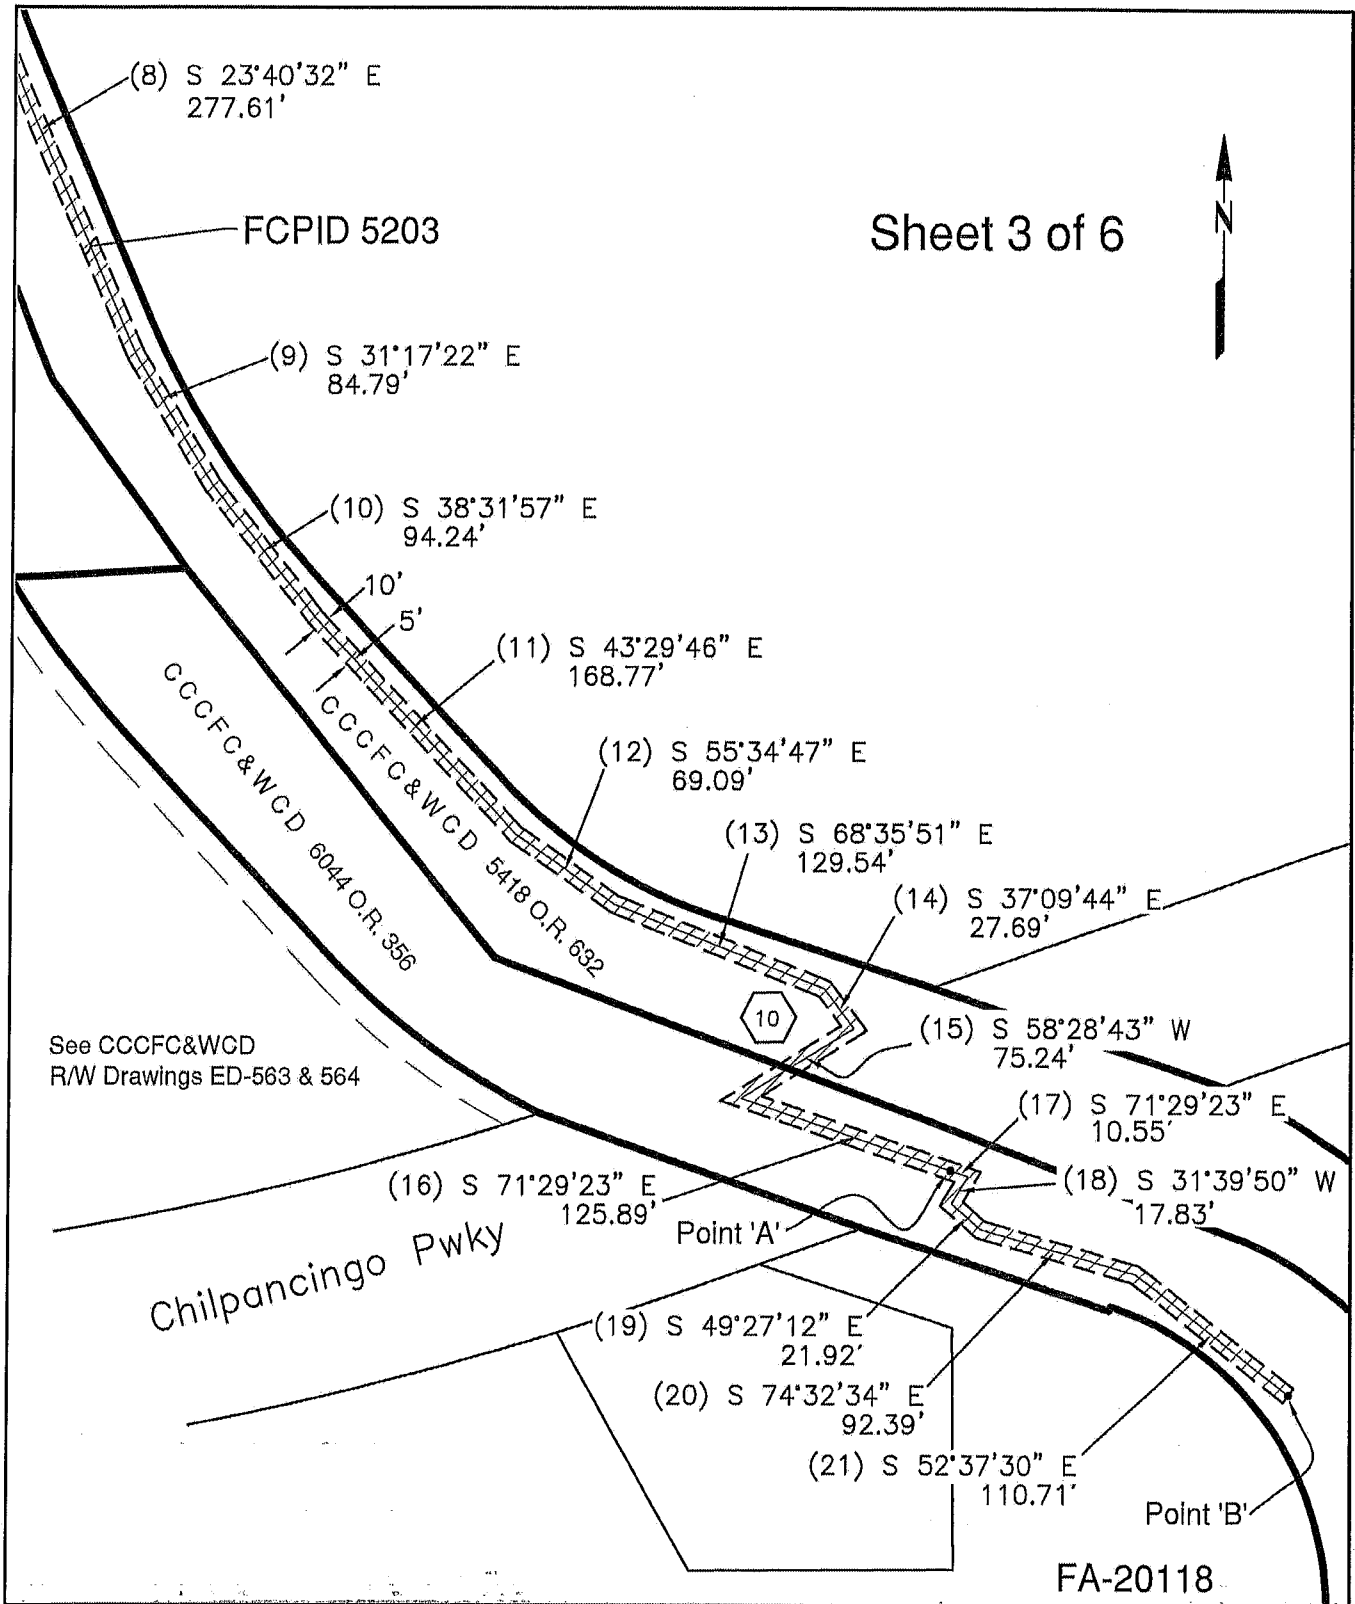 (8) S 23°40'32" E
277.61'
FCPID 5203
Sheet 3 of 6
N
(9) S 31°17'22" E
84.79'
(10) S 38°31'57" E
94.24'
10'
5'
(11) S 43°29'46" E
168.77'
(12) S 55°34'47" E
69.09'
(13) S 68°35'51" E
129.54'
(14) S 37°09'44" E
27.69'
CCCFC&WCD 6044 O.R. 356
CCCFC&WCD 5418 O.R. 632
10
(15) S 58°28'43" W
75.24'
See CCCFC&WCD
R/W Drawings ED-563 & 564
(17) S 71°29'23" E
10.55'
(16) S 71°29'23" E
125.89'
(18) S 31°39'50" W
17.83'
Point 'A'
Chilpancingo Pwky
(19) S 49°27'12" E
21.92'
(20) S 74°32'34" E
92.39'
(21) S 52°37'30" E
110.71'
Point 'B'
FA-20118